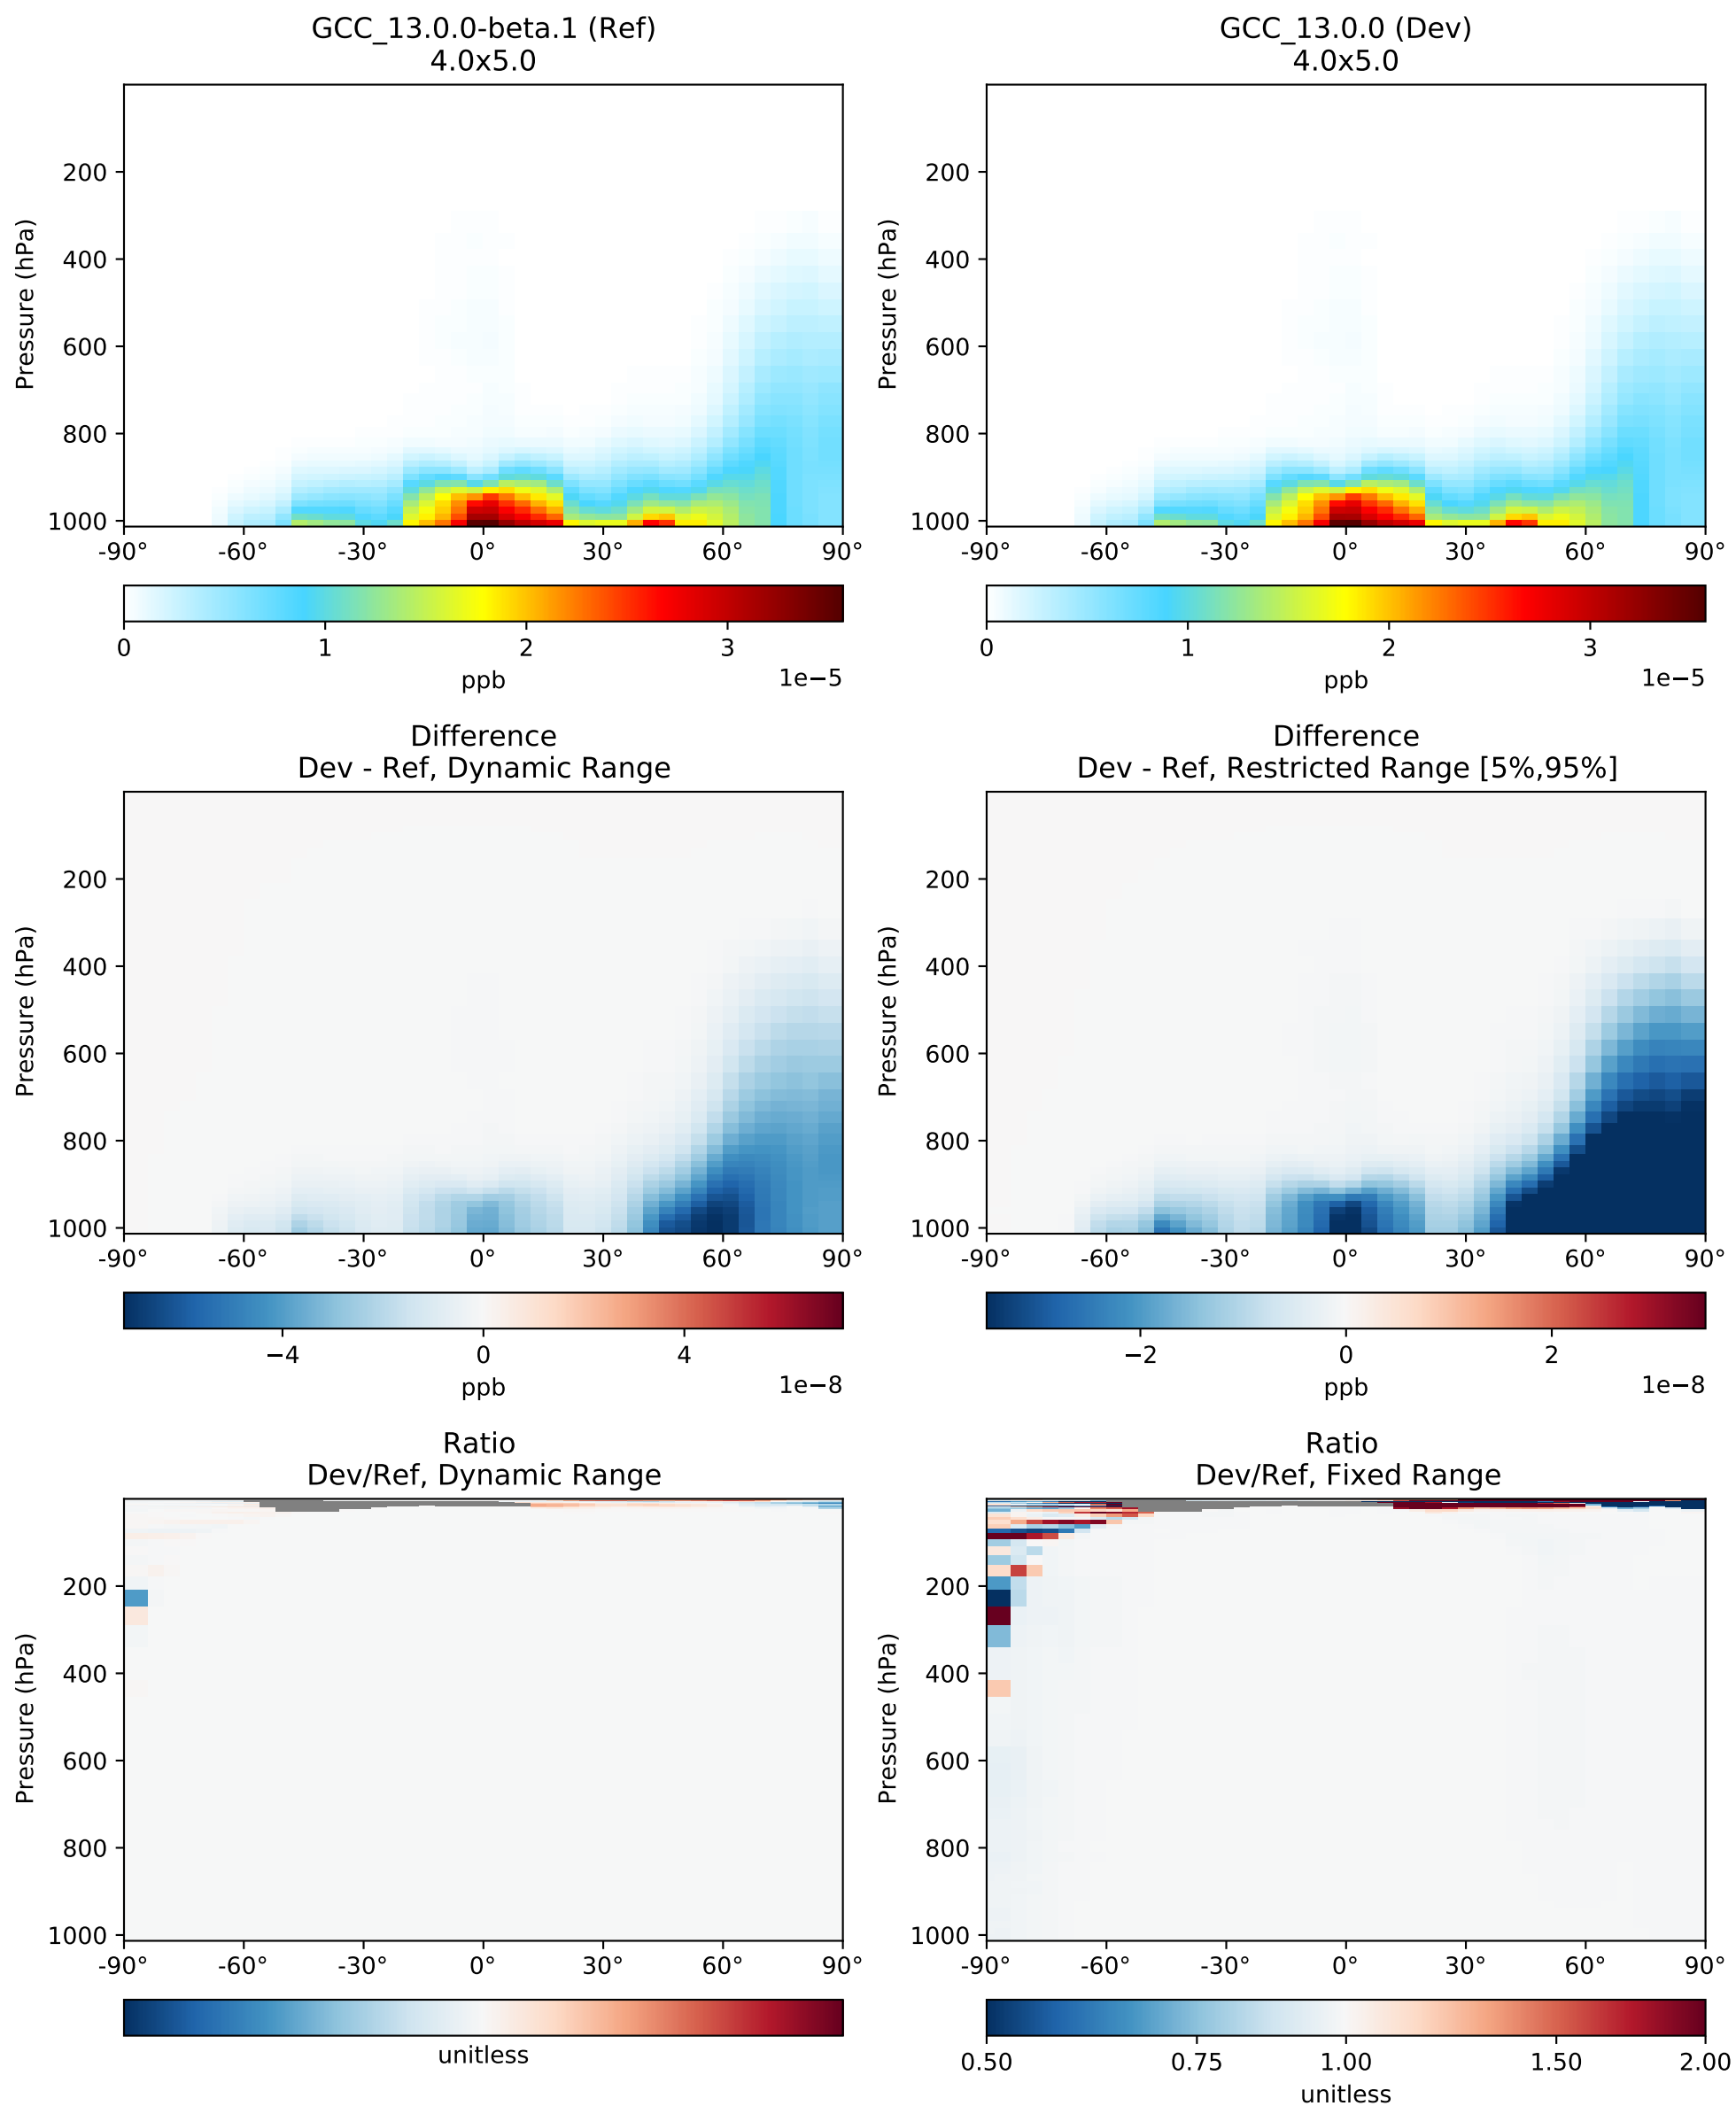 GCC_13.0.0-beta.1 (Ref)
4.0x5.0
Pressure (hPa)
200
400
600
800
1000
-90° -60° -30° 0° 30° 60° 90°
0 1 2 3
ppb 1e−5
GCC_13.0.0 (Dev)
4.0x5.0
Pressure (hPa)
200
400
600
800
1000
-90° -60° -30° 0° 30° 60° 90°
0 1 2 3
ppb 1e−5
Difference
Dev - Ref, Dynamic Range
Pressure (hPa)
200
400
600
800
1000
-90° -60° -30° 0° 30° 60° 90°
−4 0 4
ppb 1e−8
Difference
Dev - Ref, Restricted Range [5%,95%]
Pressure (hPa)
200
400
600
800
1000
-90° -60° -30° 0° 30° 60° 90°
−2 0 2
ppb 1e−8
Ratio
Dev/Ref, Dynamic Range
Pressure (hPa)
200
400
600
800
1000
-90° -60° -30° 0° 30° 60° 90°
unitless
Ratio
Dev/Ref, Fixed Range
Pressure (hPa)
200
400
600
800
1000
-90° -60° -30° 0° 30° 60° 90°
0.50 0.75 1.00 1.50 2.00
unitless